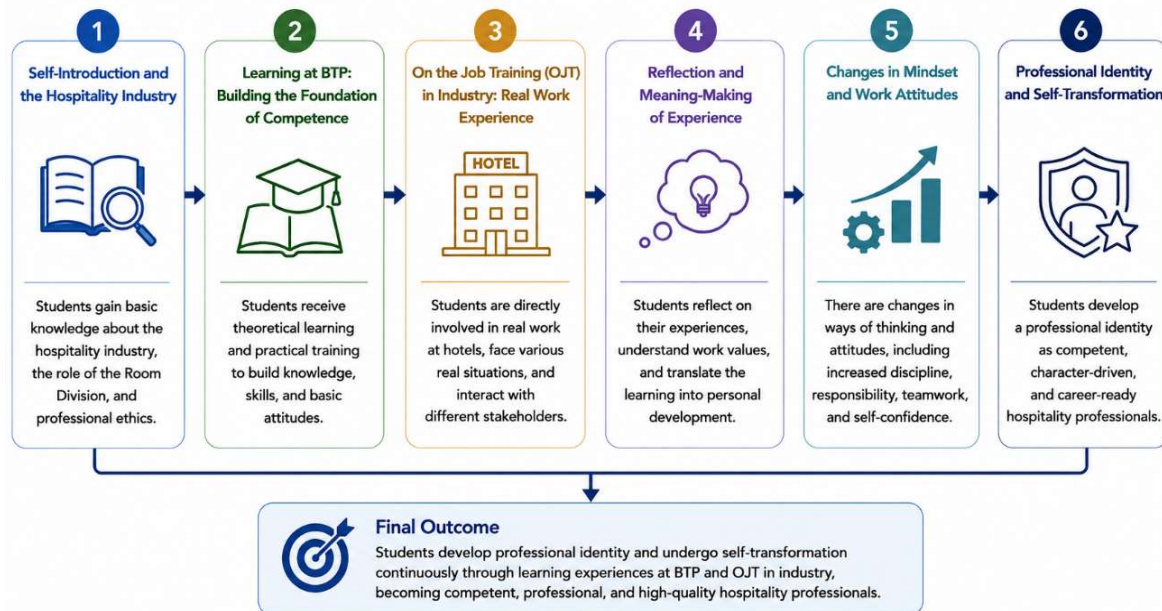 1
Self-Introduction and
the Hospitality Industry
Students gain basic
knowledge about the
hospitality industry,
the role of the Room
Division, and
professional ethics.
2
Learning at BTP:
Building the Foundation
of Competence
Students receive
theoretical learning
and practical training
to build knowledge,
skills, and basic
attitudes.
3
On the Job Training (OJT)
in Industry: Real Work
Experience
HOTEL
Students are directly
involved in real work
at hotels, face various
real situations, and
interact with
different stakeholders.
4
Reflection and
Meaning-Making
of Experience
Students reflect on
their experiences,
understand work values,
and translate the
learning into personal
development.
5
Changes in Mindset
and Work Attitudes
There are changes in
ways of thinking and
attitudes, including
increased discipline,
responsibility, teamwork,
and self-confidence.
6
Professional Identity
and Self-Transformation
Students develop
a professional identity
as competent,
character-driven,
and career-ready
hospitality professionals.
Final Outcome
Students develop professional identity and undergo self-transformation
continuously through learning experiences at BTP and OJT in industry,
becoming competent, professional, and high-quality hospitality professionals.